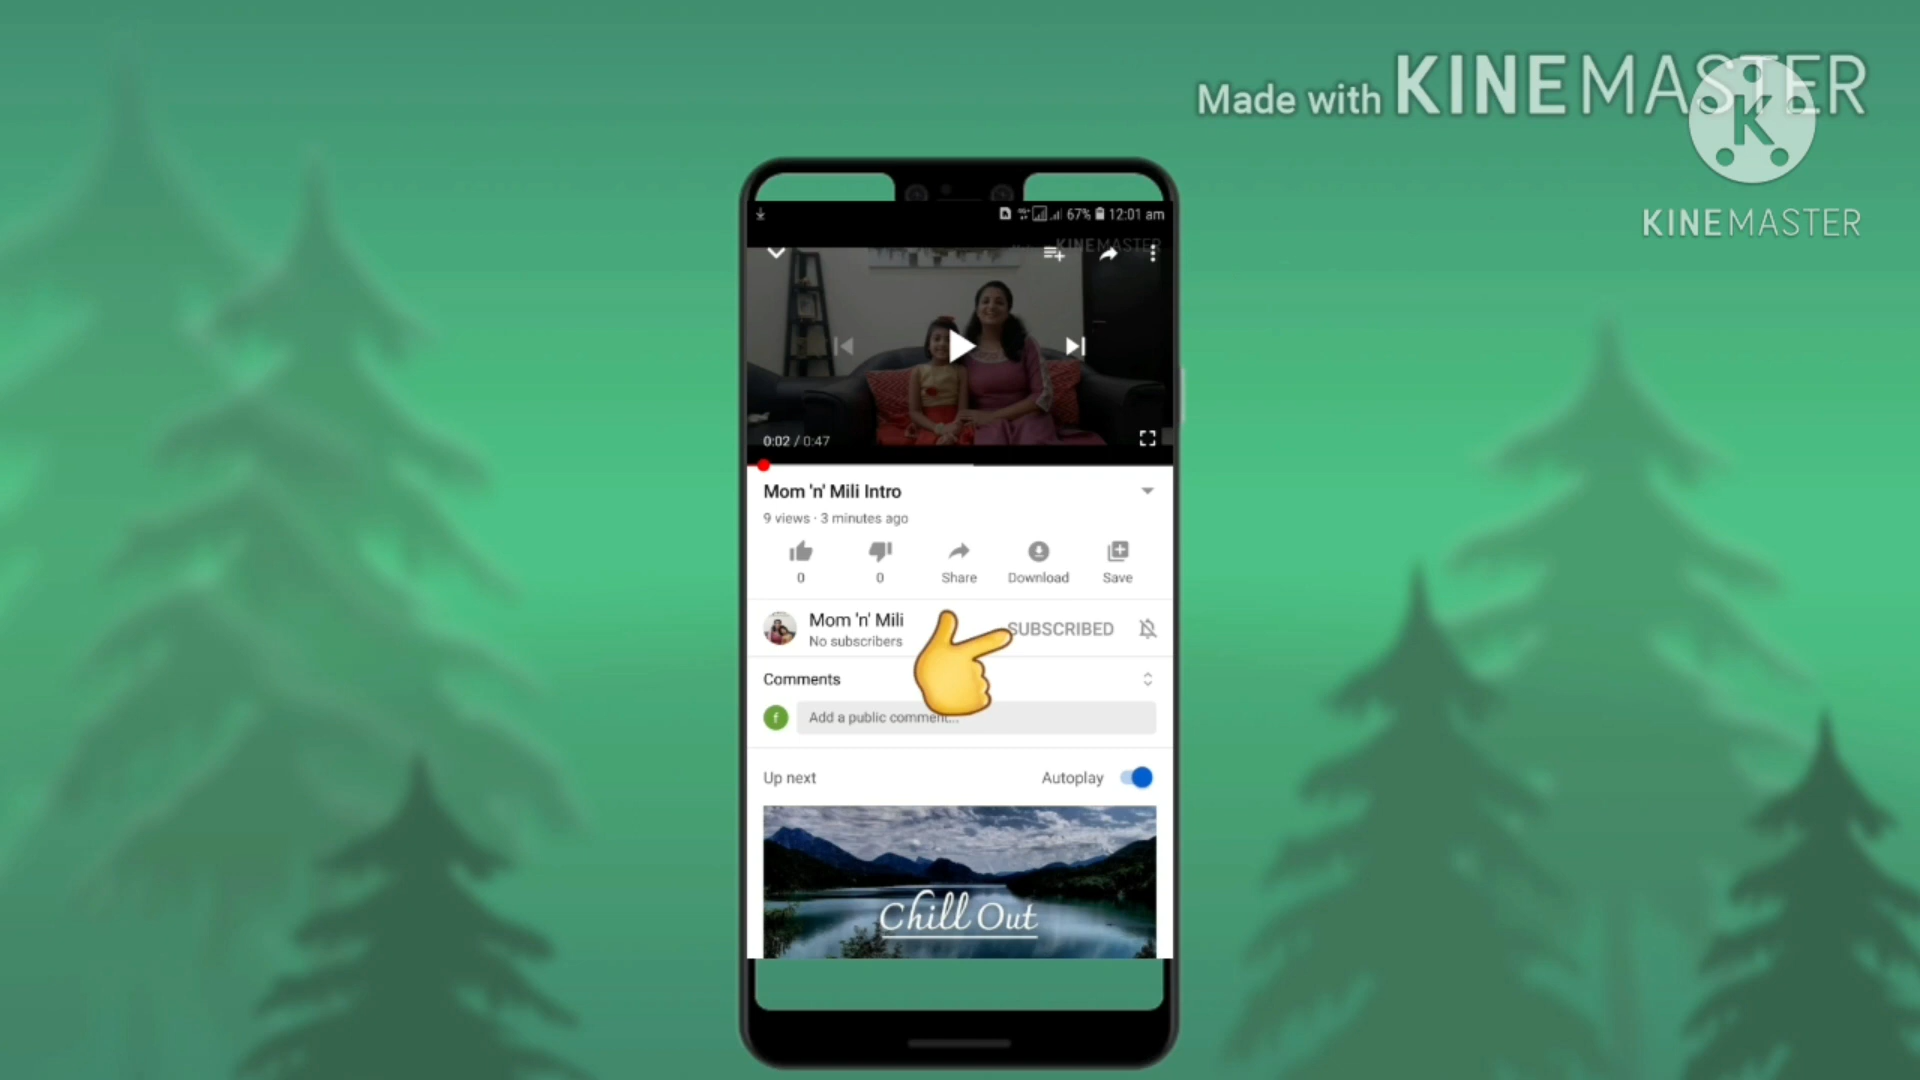 Made with KINEMASTER
K
KINEMASTER
67% 12:01 am
KINEMASTER
0:02 / 0:47
Mom 'n' Mili Intro
9 views · 3 minutes ago
0 0 Share Download Save
Mom 'n' Mili
No subscribers
SUBSCRIBED
Comments
f Add a public comment...
Up next Autoplay
Chill Out